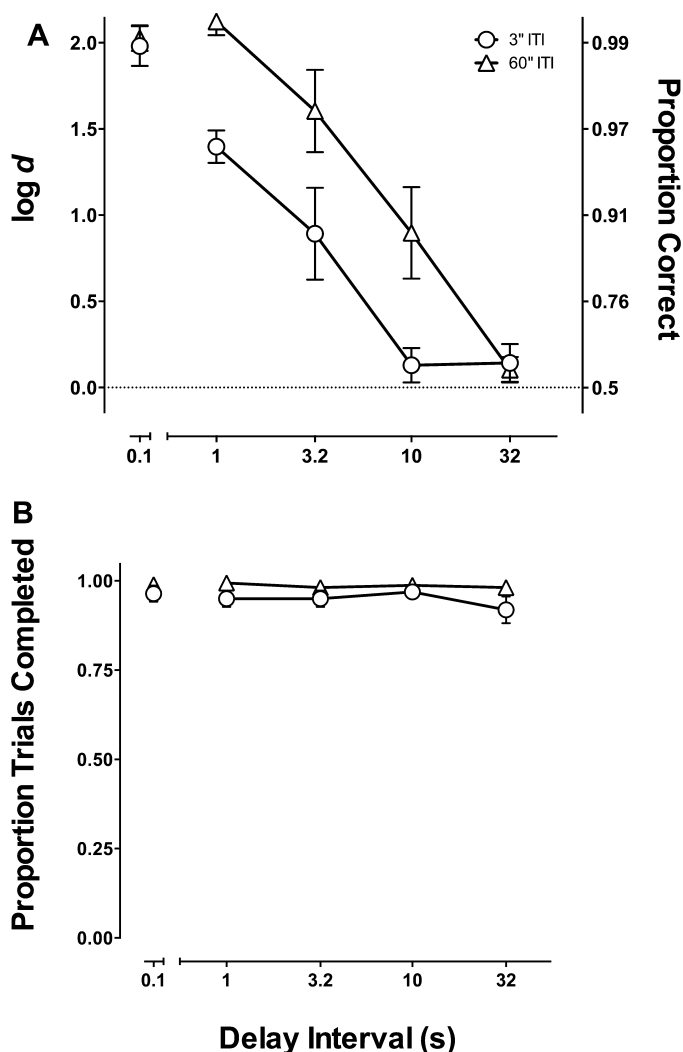 A
3" ITI
60" ITI
log d
2.0
1.5
1.0
0.5
0.0
0.99
0.97
0.91
0.76
0.5
Proportion Correct
0.1 1 3.2 10 32
B
Proportion Trials Completed
1.00
0.75
0.50
0.25
0.00
0.1 1 3.2 10 32
Delay Interval (s)